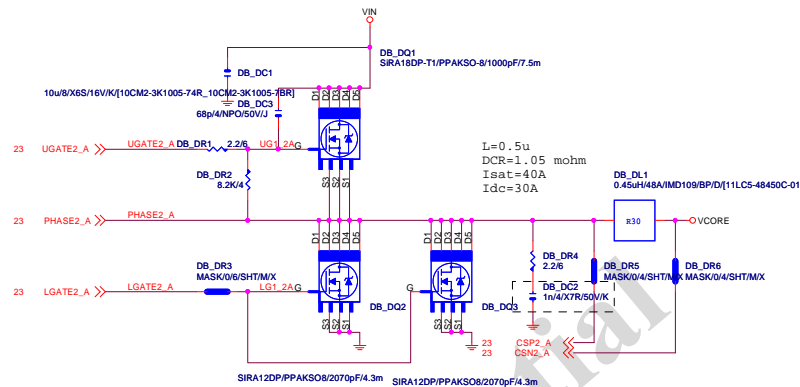 VIN
DB_DQ1
SiRA18DP-T1/PPAKSO-8/1000pF/7.5m
DB_DC1
10u/8/X6S/16V/K/[10CM2-3K1005-74R_10CM2-3K1005-7BR]
DB_DC3
68p/4/NPO/50V/J
D1 D2 D3 D4 D5
23 UGATE2_A UGATE2_A DB_DR1 2.2/6 UG1_2A G
DB_DR2
8.2K/4
S3 S2 S1
L=0.5u
DCR=1.05 mohm
Isat=40A
Idc=30A
DB_DL1
0.45uH/48A/IMD109/BP/D/[11LC5-48450C-01
R30
VCORE
23 PHASE2_A PHASE2_A
D1 D2 D3 D4 D5
D1 D2 D3 D4 D5
DB_DR3
MASK/0/6/SHT/M/X
23 LGATE2_A LGATE2_A LG1_2A G
G
DB_DR4
2.2/6
DB_DR5
MASK/0/4/SHT/M/X
DB_DR6
MASK/0/4/SHT/M/X
DB_DC2
1n/4/X7R/50V/K
DB_DQ2
DB_DQ3
S3 S2 S1
S3 S2 S1
23 CSP2_A
23 CSN2_A
SIRA12DP/PPAKSO8/2070pF/4.3m
SIRA12DP/PPAKSO8/2070pF/4.3m
tial